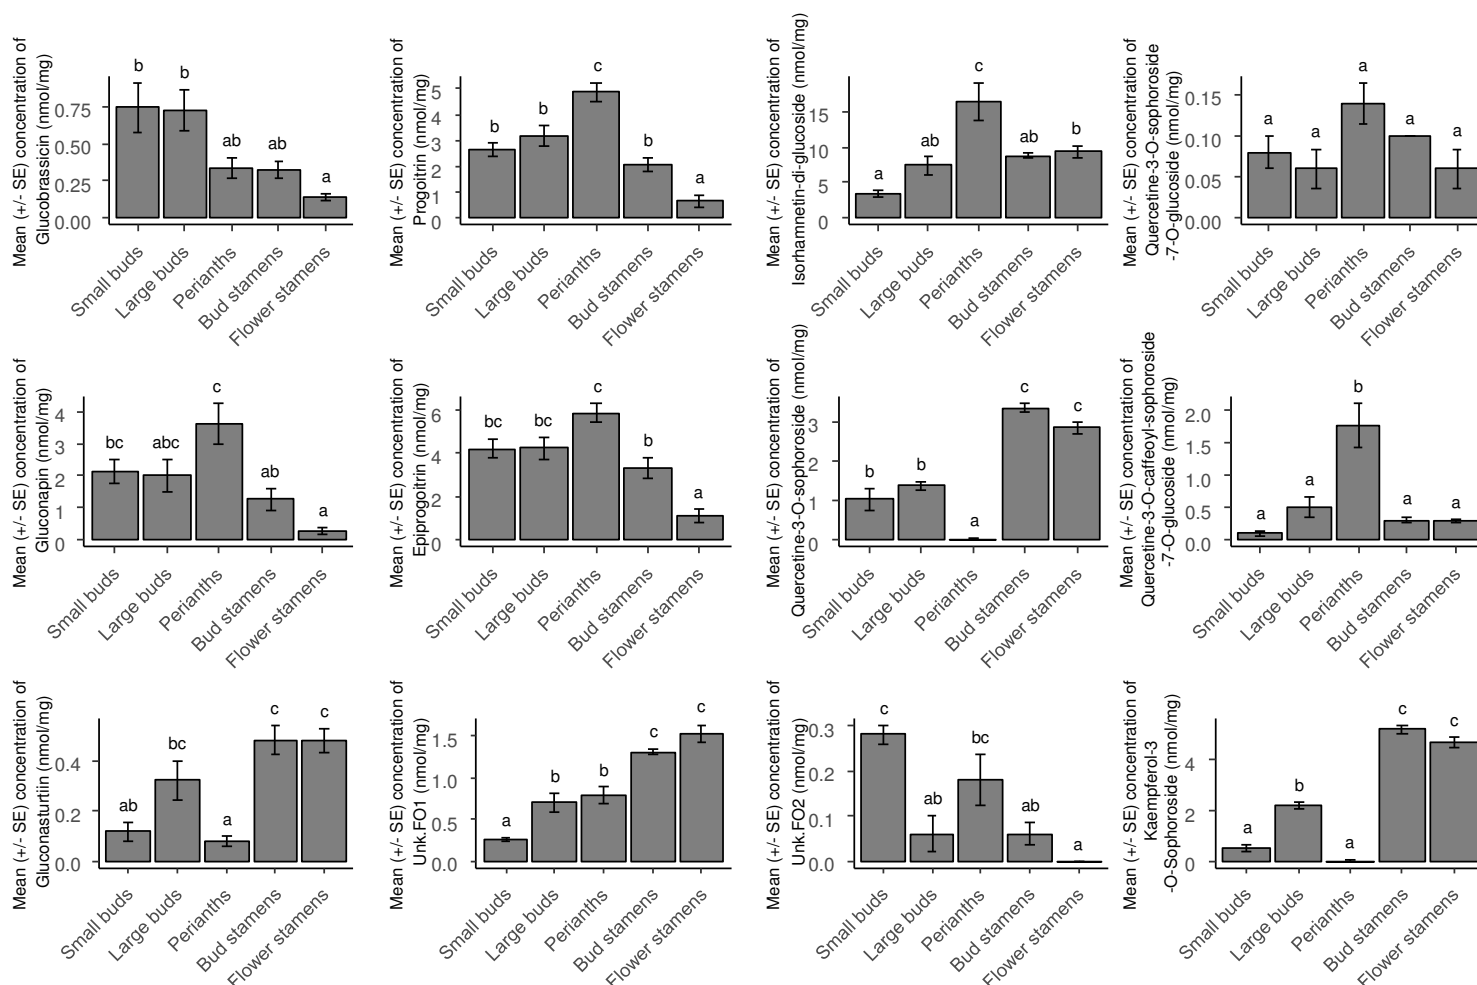 Mean (+/- SE) concentration of
Glucobrassicin (nmol/mg)
0.75
0.50
0.25
0.00
b
b
ab
ab
a
Small buds
Large buds
Perianths
Bud stamens
Flower stamens
Mean (+/- SE) concentration of
Progoitrin (nmol/mg)
5
4
3
2
1
0
b
b
c
b
a
Small buds
Large buds
Perianths
Bud stamens
Flower stamens
Mean (+/- SE) concentration of
Isorhammetin-di-glucoside (nmol/mg)
15
10
5
0
a
ab
c
ab
b
Small buds
Large buds
Perianths
Bud stamens
Flower stamens
Mean (+/- SE) concentration of
Quercetine-3-O-sophoroside
-7-O-glucoside (nmol/mg)
0.15
0.10
0.05
0.00
a
a
a
a
a
Small buds
Large buds
Perianths
Bud stamens
Flower stamens
Mean (+/- SE) concentration of
Gluconapin (nmol/mg)
4
3
2
1
0
bc
abc
c
ab
a
Small buds
Large buds
Perianths
Bud stamens
Flower stamens
Mean (+/- SE) concentration of
Epiprogoitrin (nmol/mg)
6
4
2
0
bc
bc
c
b
a
Small buds
Large buds
Perianths
Bud stamens
Flower stamens
Mean (+/- SE) concentration of
Quercetine-3-O-sophoroside (nmol/mg)
3
2
1
0
b
b
a
c
c
Small buds
Large buds
Perianths
Bud stamens
Flower stamens
Mean (+/- SE) concentration of
Quercetine-3-O-caffeoyl-sophoroside
-7-O-glucoside (nmol/mg)
2.0
1.5
1.0
0.5
0.0
a
a
b
a
a
Small buds
Large buds
Perianths
Bud stamens
Flower stamens
Mean (+/- SE) concentration of
Gluconasturtiin (nmol/mg)
0.4
0.2
0.0
ab
bc
a
c
c
Small buds
Large buds
Perianths
Bud stamens
Flower stamens
Mean (+/- SE) concentration of
Unk.FO1 (nmol/mg)
1.5
1.0
0.5
0.0
a
b
b
c
c
Small buds
Large buds
Perianths
Bud stamens
Flower stamens
Mean (+/- SE) concentration of
Unk.FO2 (nmol/mg)
0.3
0.2
0.1
0.0
c
ab
bc
ab
a
Small buds
Large buds
Perianths
Bud stamens
Flower stamens
Mean (+/- SE) concentration of
Kaempferol-3
-O-Sophoroside (nmol/mg)
4
2
0
a
b
a
c
c
Small buds
Large buds
Perianths
Bud stamens
Flower stamens